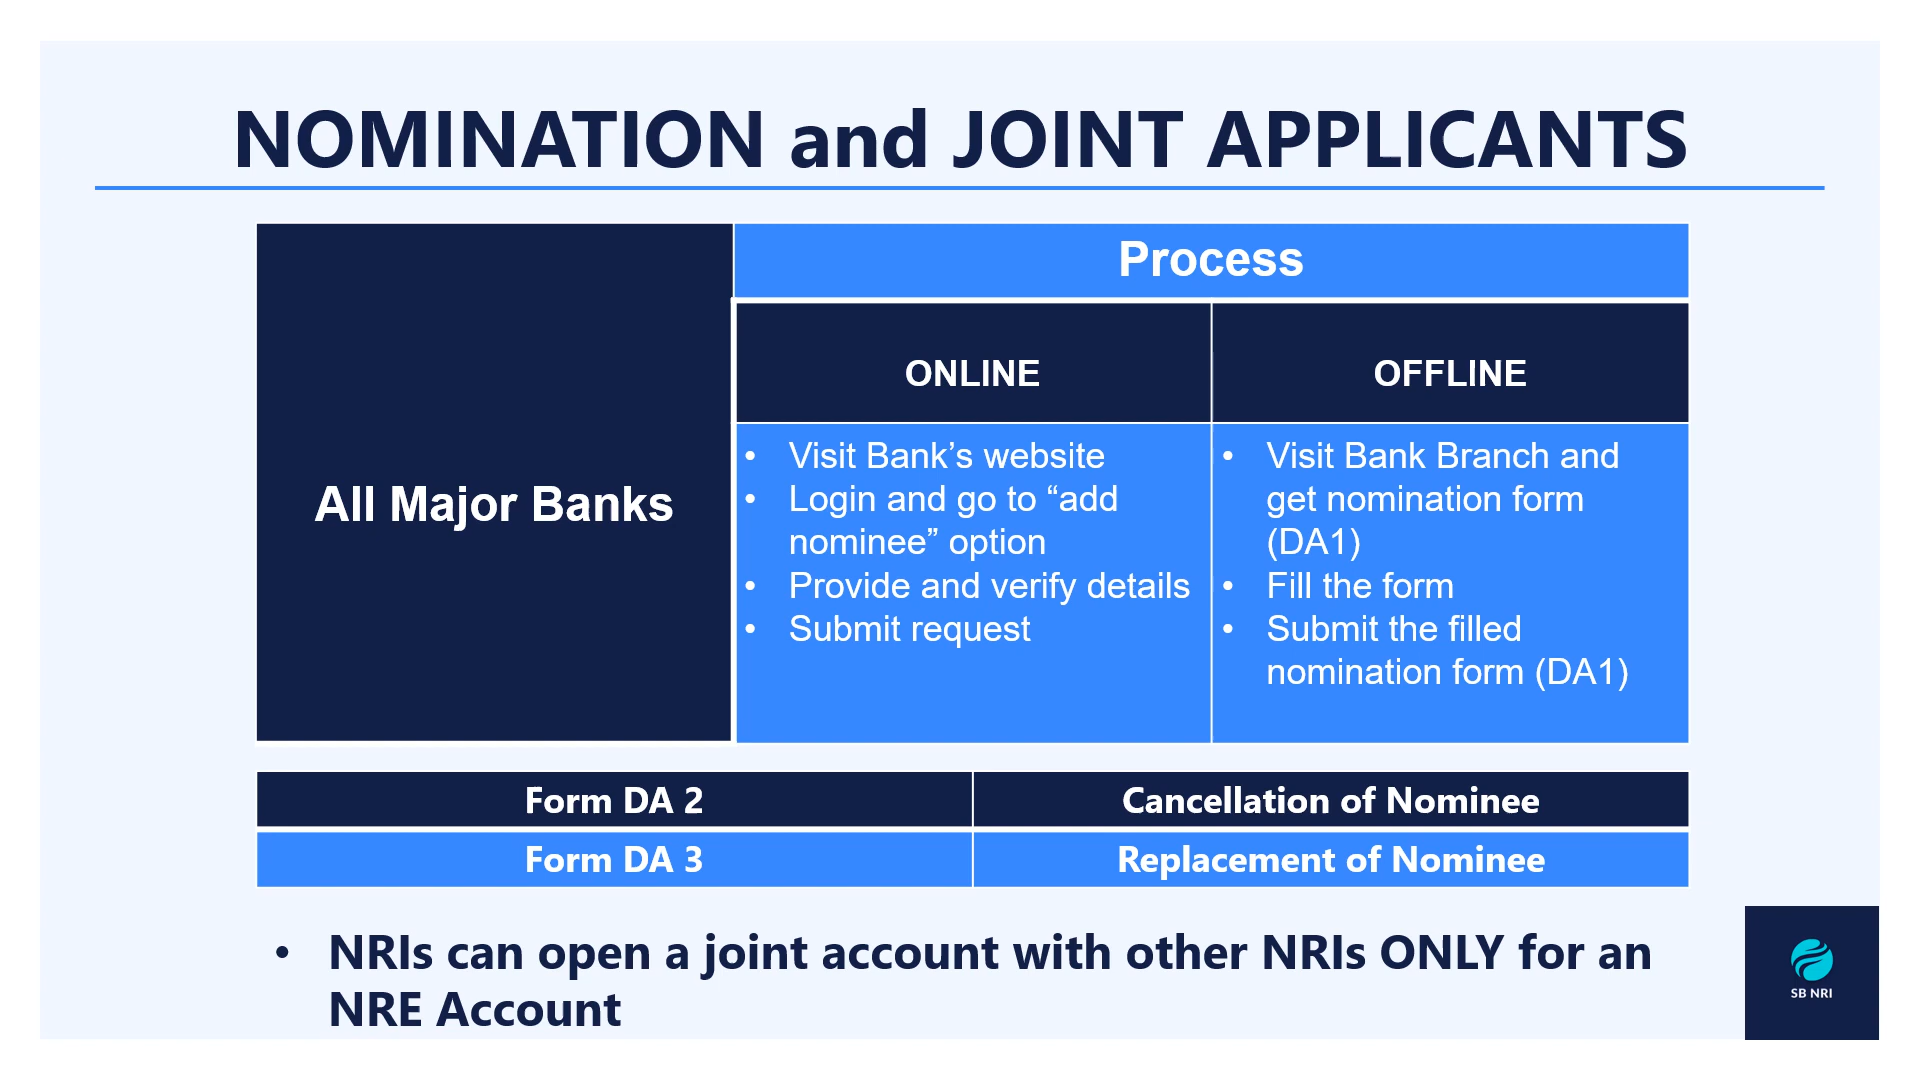 NOMINATION and JOINT APPLICANTS
All Major Banks
Process
ONLINE
OFFLINE
• Visit Bank’s website
• Login and go to “add
nominee” option
• Provide and verify details
• Submit request
• Visit Bank Branch and
get nomination form
(DA1)
• Fill the form
• Submit the filled
nomination form (DA1)
Form DA 2
Cancellation of Nominee
Form DA 3
Replacement of Nominee
• NRIs can open a joint account with other NRIs ONLY for an
NRE Account
SB NRI